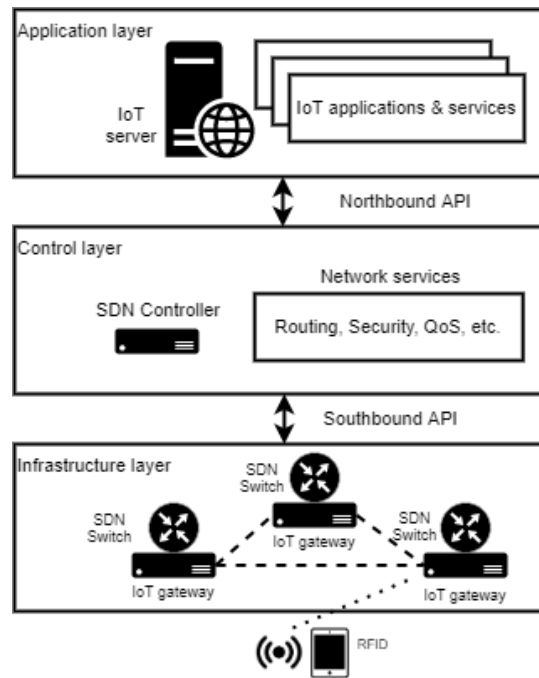 Application layer
IoT applications & services
IoT
server
Northbound API
Control layer
Network services
SDN Controller
Routing, Security, QoS, etc.
Southbound API
Infrastructure layer
SDN
Switch
SDN
Switch
SDN
Switch
IoT gateway
IoT gateway
IoT gateway
RFID